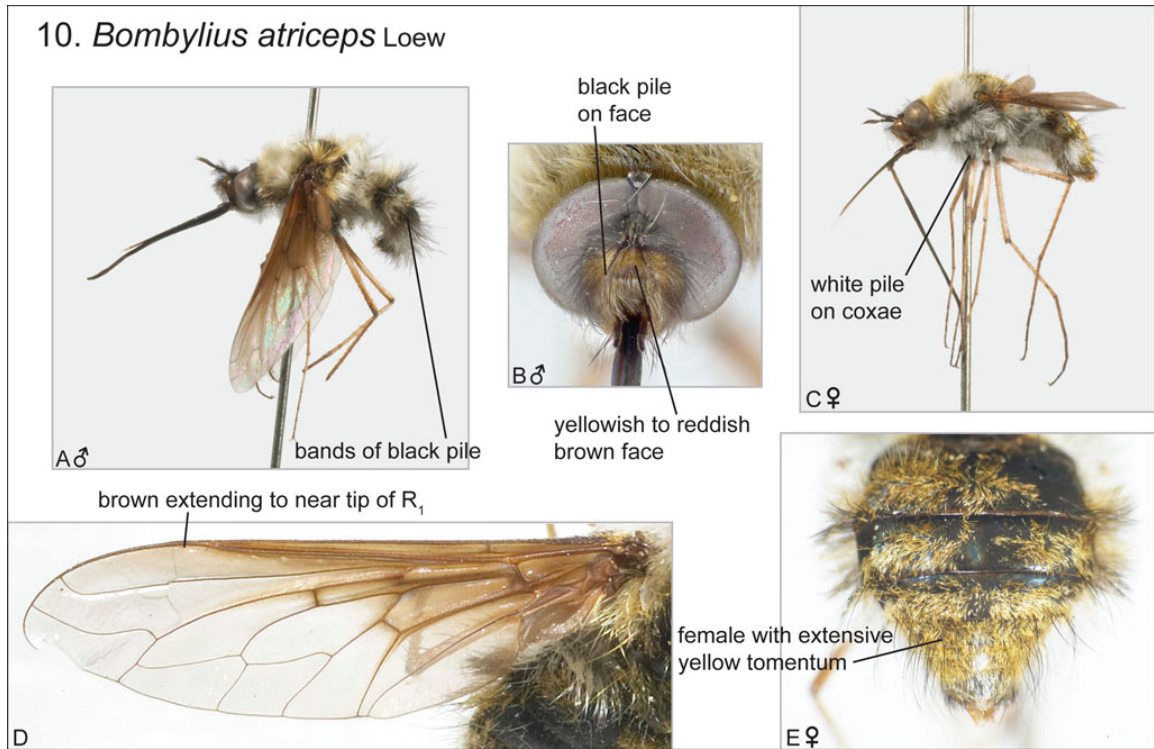 10. Bombylius atriceps Loew
black pile
on face
white pile
on coxae
A♂
bands of black pile
B♂
yellowish to reddish
brown face
C♀
brown extending to near tip of R₁
D
female with extensive
yellow tomentum
E♀